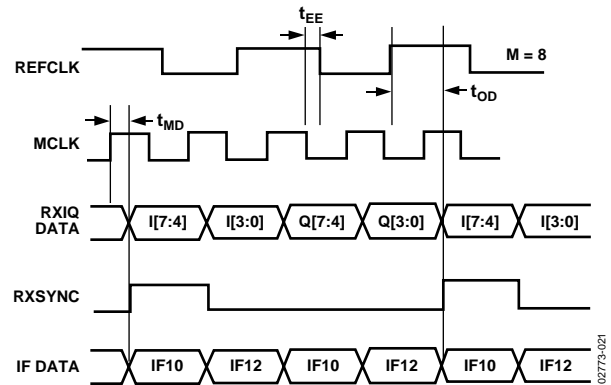 tEE
REFCLK
M = 8
tMD
tOD
MCLK
RXIQ
DATA
I[7:4] I[3:0] Q[7:4] Q[3:0] I[7:4] I[3:0]
RXSYNC
IF DATA
IF10 IF12 IF10 IF12 IF10 IF12
02773-021